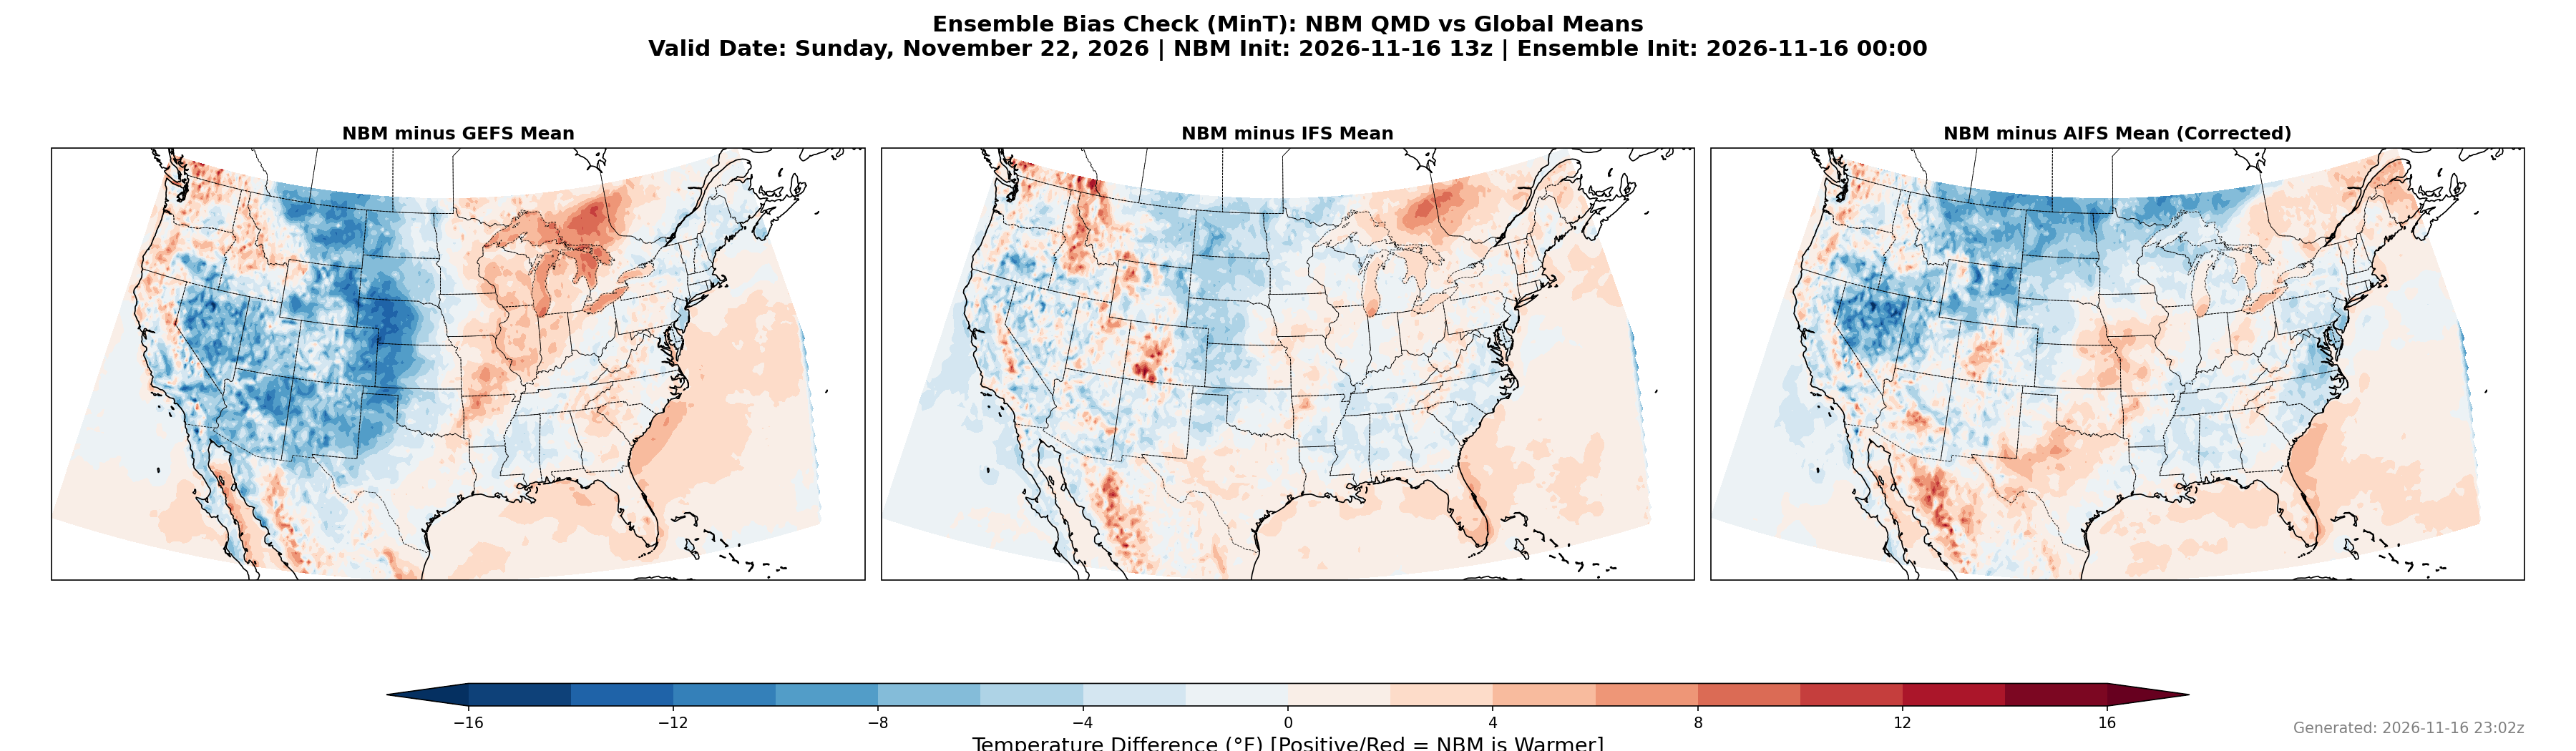 Ensemble Bias Check (MinT): NBM QMD vs Global Means
Valid Date: Sunday, November 22, 2026 | NBM Init: 2026-11-16 13z | Ensemble Init: 2026-11-16 00:00
NBM minus GEFS Mean
NBM minus IFS Mean
NBM minus AIFS Mean (Corrected)
−16 −12 −8 −4 0 4 8 12 16
Generated: 2026-11-16 23:02z
Temperature Difference (°F) [Positive/Red = NBM is Warmer]